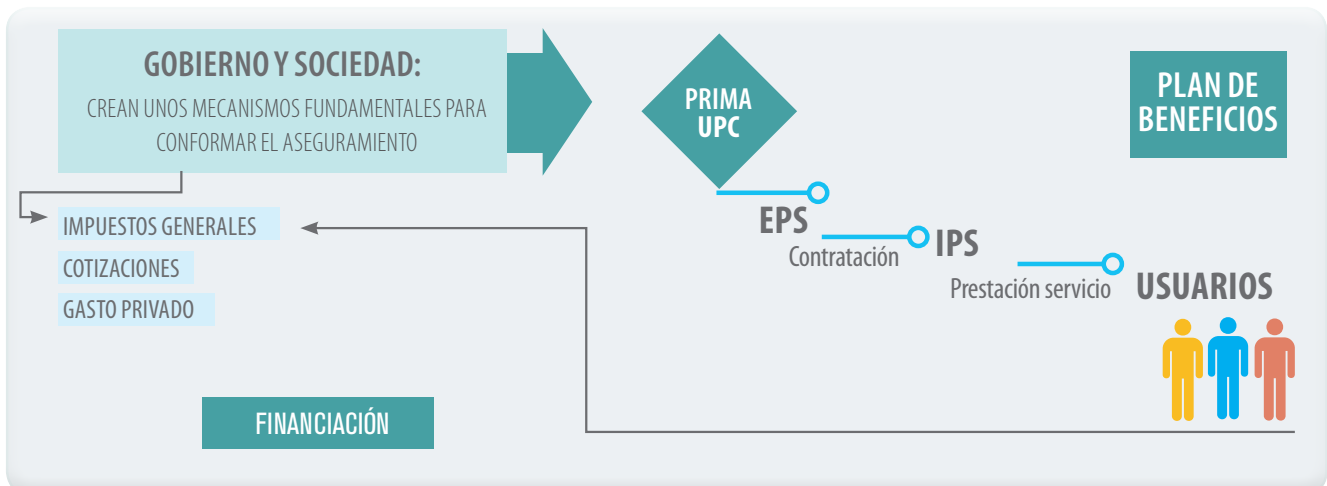 GOBIERNO Y SOCIEDAD:
CREAN UNOS MECANISMOS FUNDAMENTALES PARA
CONFORMAR EL ASEGURAMIENTO
IMPUESTOS GENERALES
COTIZACIONES
GASTO PRIVADO
FINANCIACIÓN
PRIMA
UPC
EPS
Contratación
IPS
Prestación servicio
USUARIOS
PLAN DE
BENEFICIOS